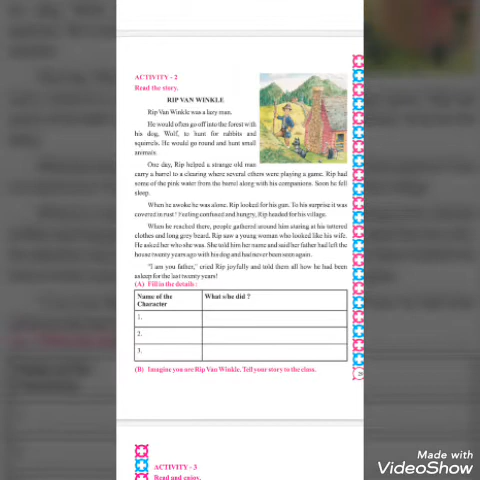 ACTIVITY - 2
Read the story.
RIP VAN WINKLE
Rip Van Winkle was a lazy man.
He would often go off into the forest with
his dog, Wolf, to hunt for rabbits and
squirrels. He would go round and hunt small
animals.
One day, Rip helped a strange old man
carry a barrel to a clearing where several others were playing a game. Rip had
some of the pink water from the barrel along with his companions. Soon he fell
sleep.
When he awoke he was alone. Rip looked for his gun. To his surprise it was
covered in rust! Feeling confused and hungry, Rip headed for his village.
When he reached there, people gathered around him staring at his tattered
clothes and long grey beard. Rip saw a young woman who looked like his wife.
He asked her who she was. She told him her name and said her father had left the
house twenty years ago with his dog and had never been seen again.
"I am you father," cried Rip joyfully and told them all how he had been
asleep for the last twenty years!
(A) Fill in the details :
Name of the What s/he did ?
Character
1.
2.
3.
(B) Imagine you are Rip Van Winkle. Tell your story to the class.
ACTIVITY - 3
Read and enjoy.
Made with
VideoShow